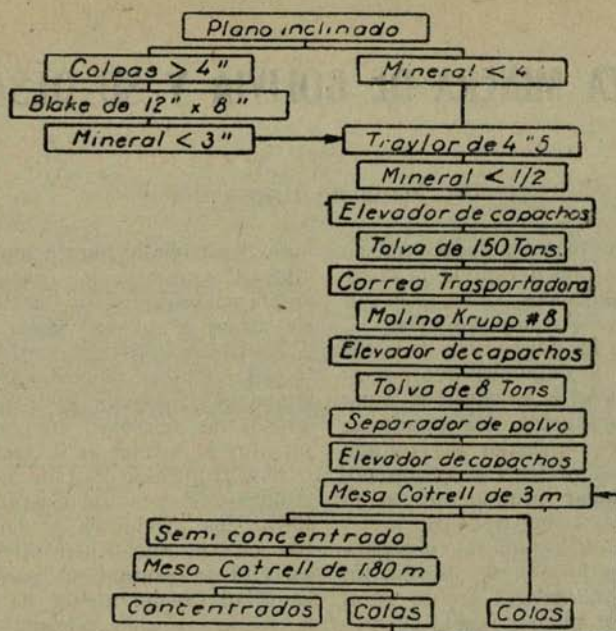 Plano inclinado
Colpas > 4"
Mineral < 4
Blake de 12" x 8"
Mineral < 3"
Traylor de 4"5
Mineral < 1/2
Elevador de capachos
Tolva de 150 Tons.
Correa Trasportadora
Molino Krupp #8
Elevador de capachos
Tolva de 8 Tons
Separador de polvo
Elevador de capachos
Mesa Cotrell de 3 m
Semi concentrado
Mesa Cotrell de 1.80 m
Concentrados
Colas
Colas